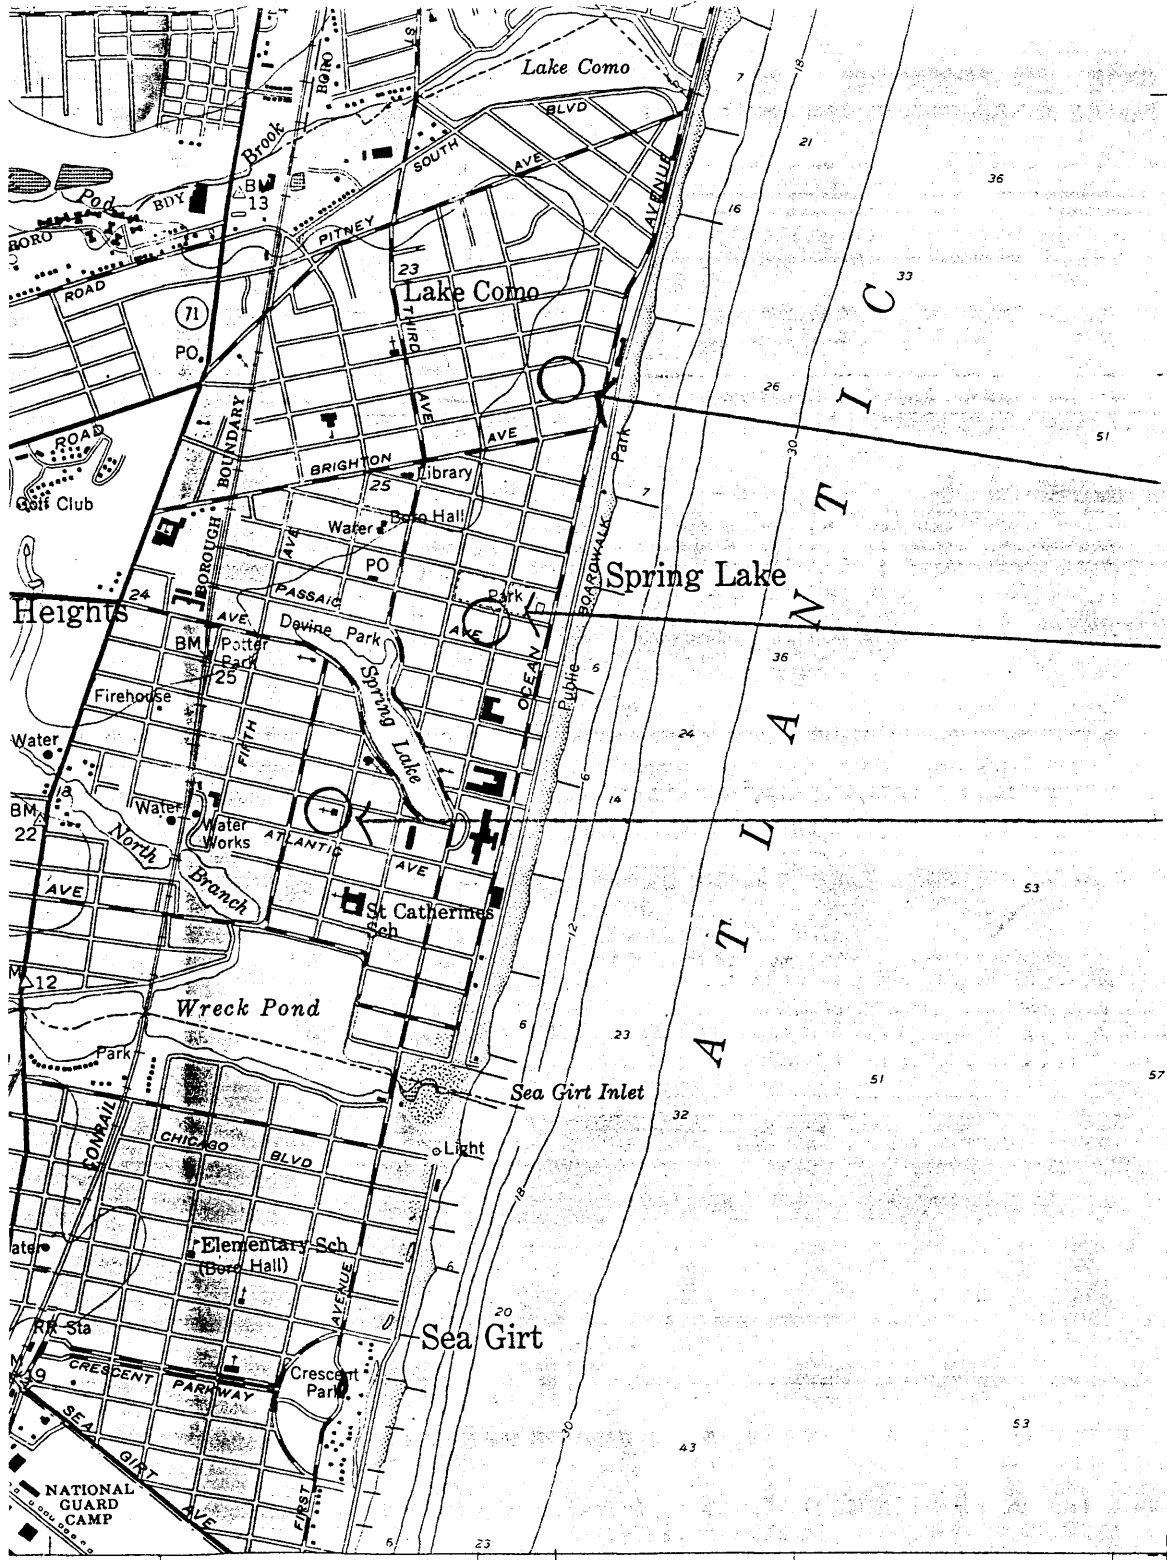 Lake Como
ST
BORO
7
18
BLVD
Brook
SOUTH
AVE
21
36
Pod
BDY
BM
13
AVENUE
16
BORO
PITNEY
ROAD
23
Lake Como
33
C
71
THIRD
PO
I
26
AVE
ROAD
BOUNDARY
AVE
Park
30
51
BRIGHTON
Library
25
T
Golf Club
7
Boro Hall
Water
BOROUGH
AVE
BOARDWALK
PO
Spring Lake
24
PASSAIC
Park
N
Heights
AVE
Devine Park
AVE
BM
Potter
Park
25
OCEAN
Public
6
36
Spring Lake
Firehouse
FIFTH
24
A
Water
6
18
14
BM
22
Water
Water
Works
North
ATLANTIC
AVE
L
Branch
AVE
53
St Catherines
Sch
12
T
M
12
Wreck Pond
6
23
A
Park
Sea Girt Inlet
51
57
32
CONRAIL
CHICAGO
BLVD
Light
18
ater
Elementary Sch
(Boro Hall)
6
AVENUE
20
RR Sta
Sea Girt
M
19
CRESCENT
PARKWAY
Crescent
Park
SEA
GIRT
AVE
53
30
43
NATIONAL
GUARD
CAMP
FIRST
6
23